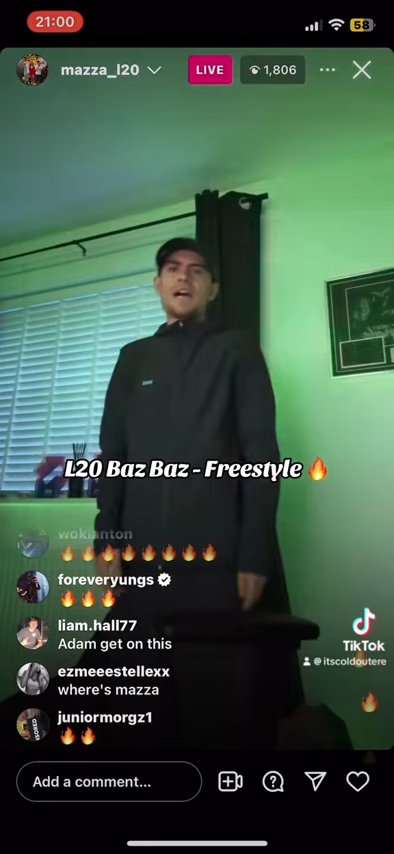 21:00
58
mazza_l20
LIVE
1,806
L20 Baz Baz - Freestyle 🔥
wokianton
🔥🔥🔥🔥🔥🔥🔥🔥
foreveryungs
🔥🔥🔥
liam.hall77
Adam get on this
TikTok
@itscoldoutere
ezmeeestellexx
where's mazza
juniormorgz1
🔥🔥
Add a comment...